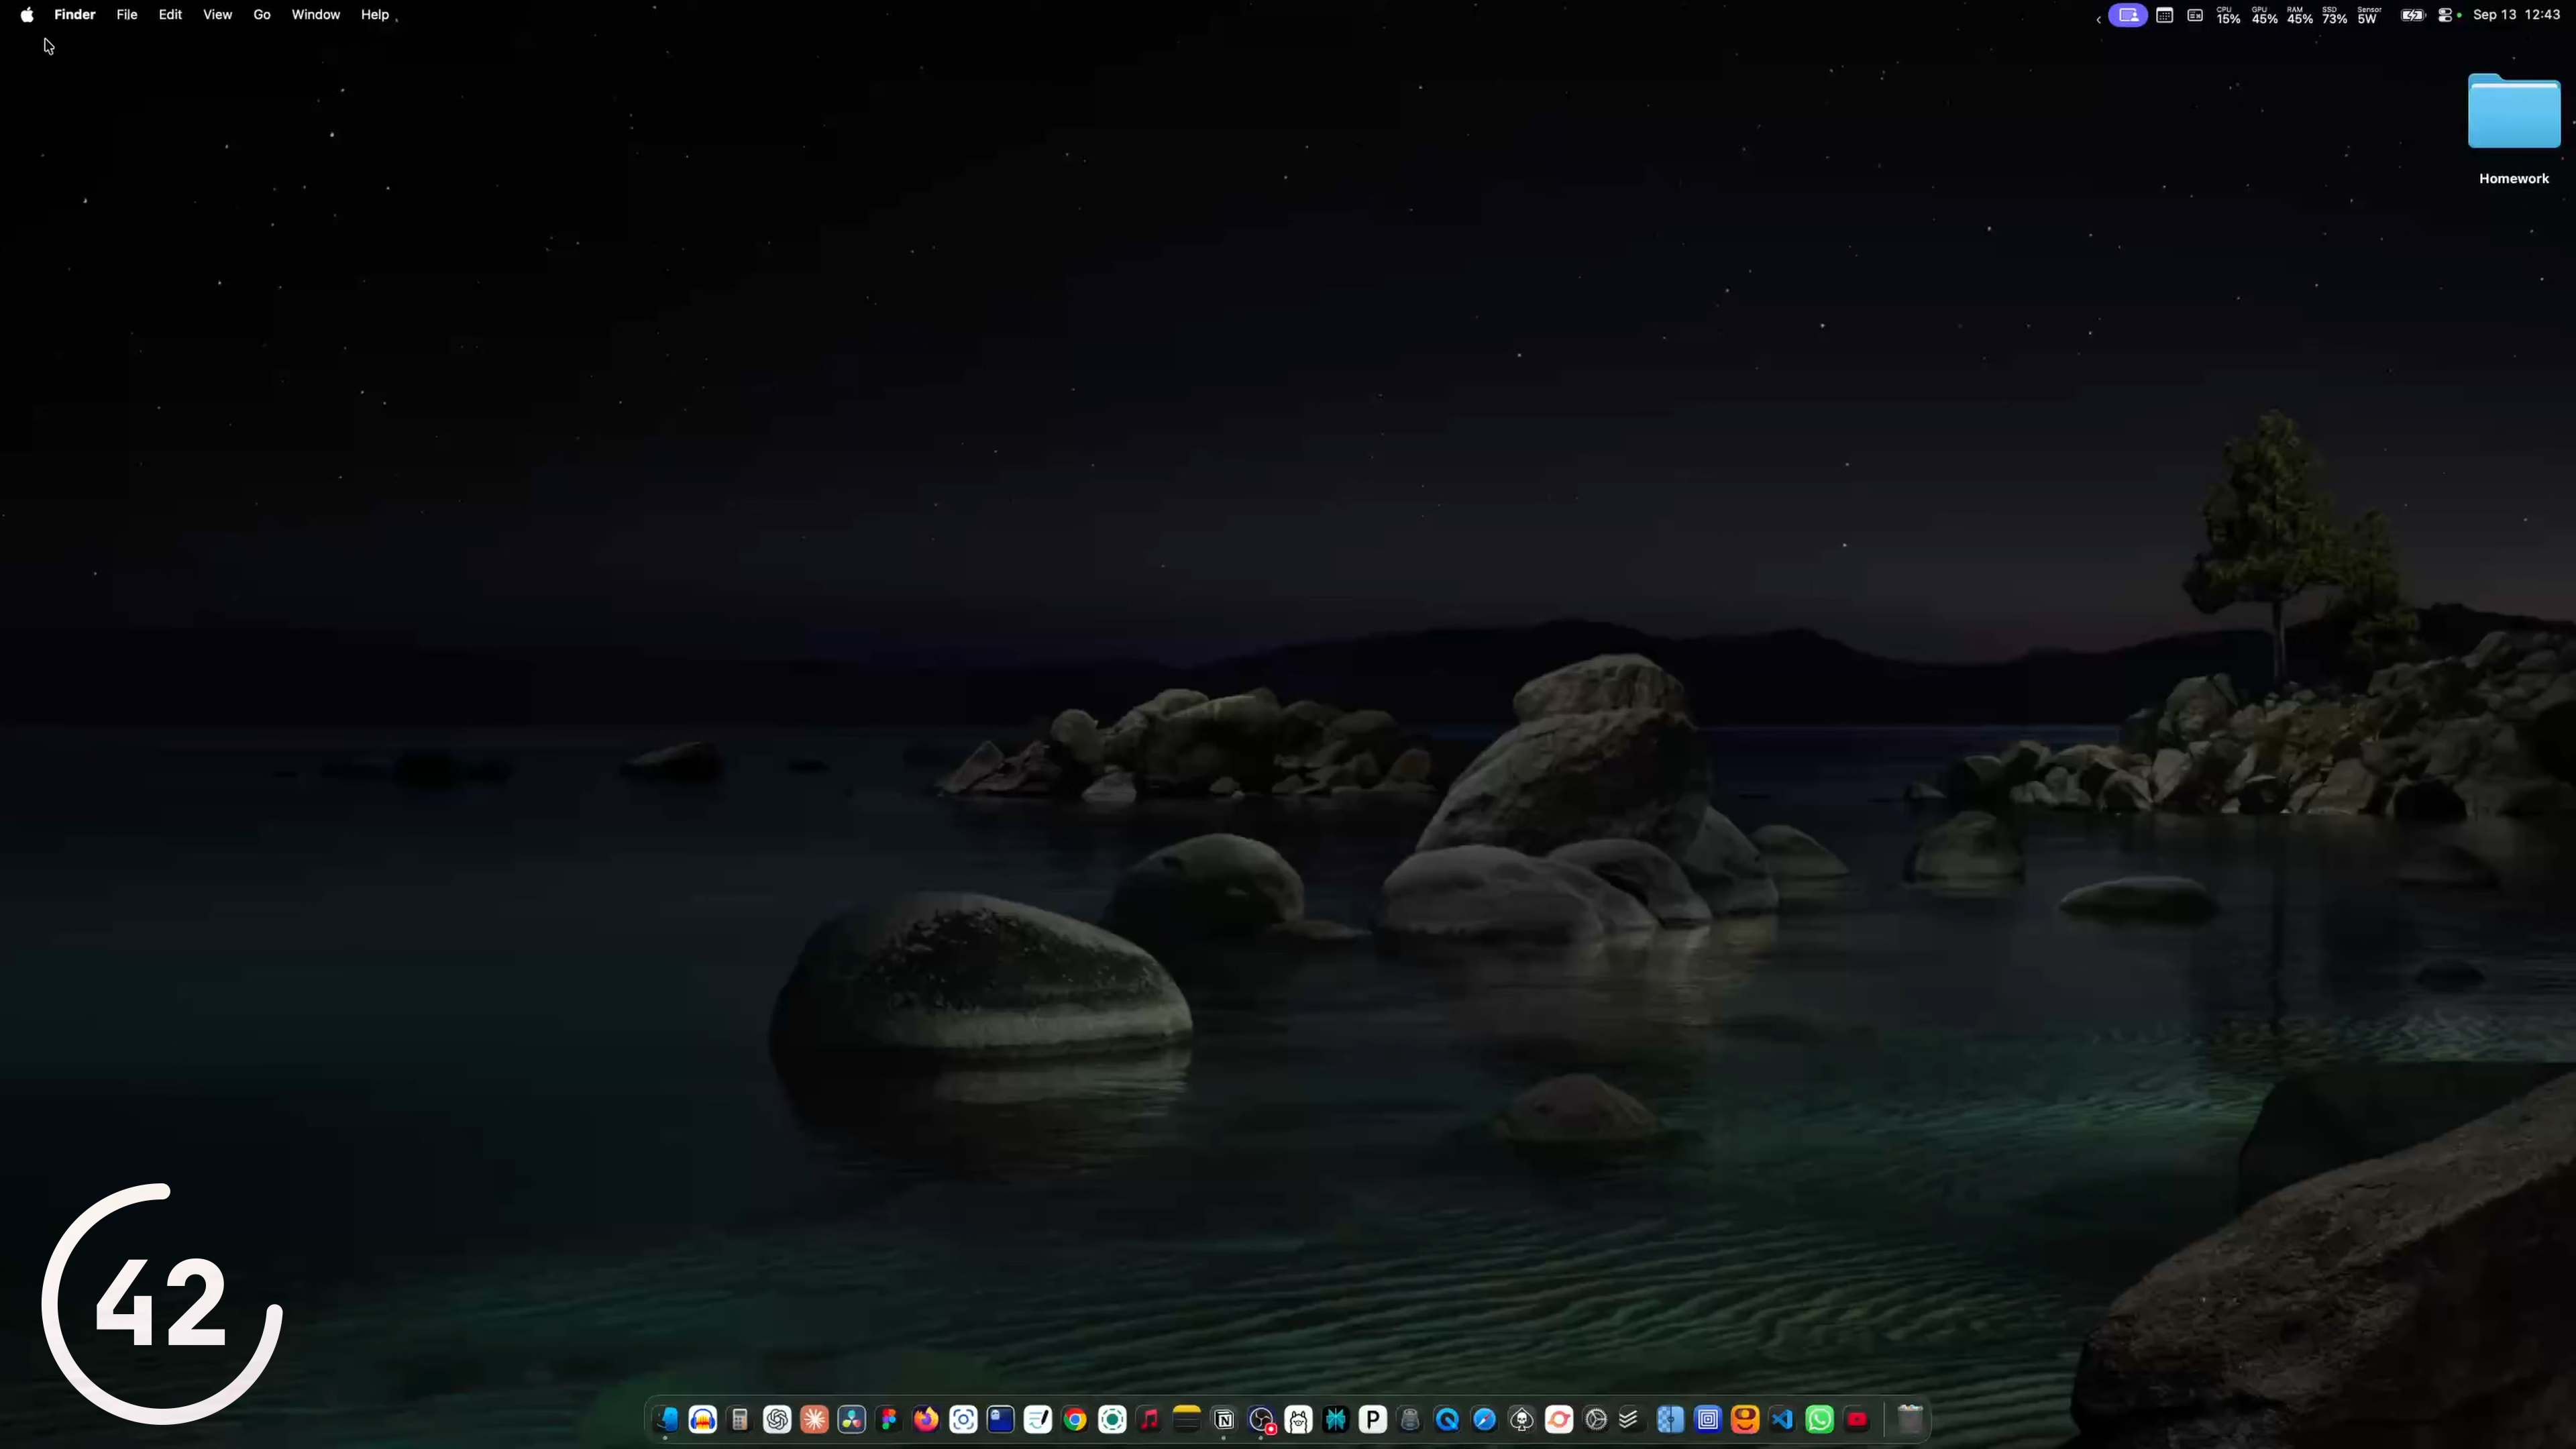 Finder File Edit View Go Window Help
CPU 15% GPU 45% RAM 45% SSD 73% Sensor 5W Sep 13 12:43
Homework
42